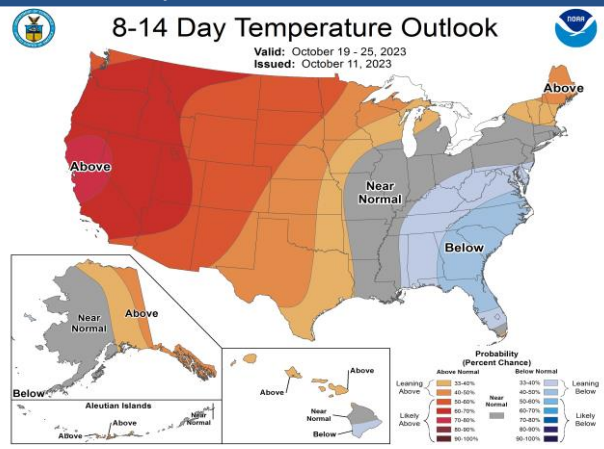 8-14 Day Temperature Outlook
Valid: October 19 - 25, 2023
Issued: October 11, 2023
NOAA
Above
Above
Near
Normal
Below
Near
Normal
Above
Below
Aleutian Islands
Near
Normal
Above
Above
Above
Above
Near
Normal
Below
Probability
(Percent Chance)
Above Normal
Below Normal
Leaning
Above
33-40%
40-50%
Likely
Above
50-60%
60-70%
70-80%
80-90%
90-100%
Near
Normal
33-40%
40-50%
Leaning
Below
50-60%
60-70%
70-80%
80-90%
90-100%
Likely
Below